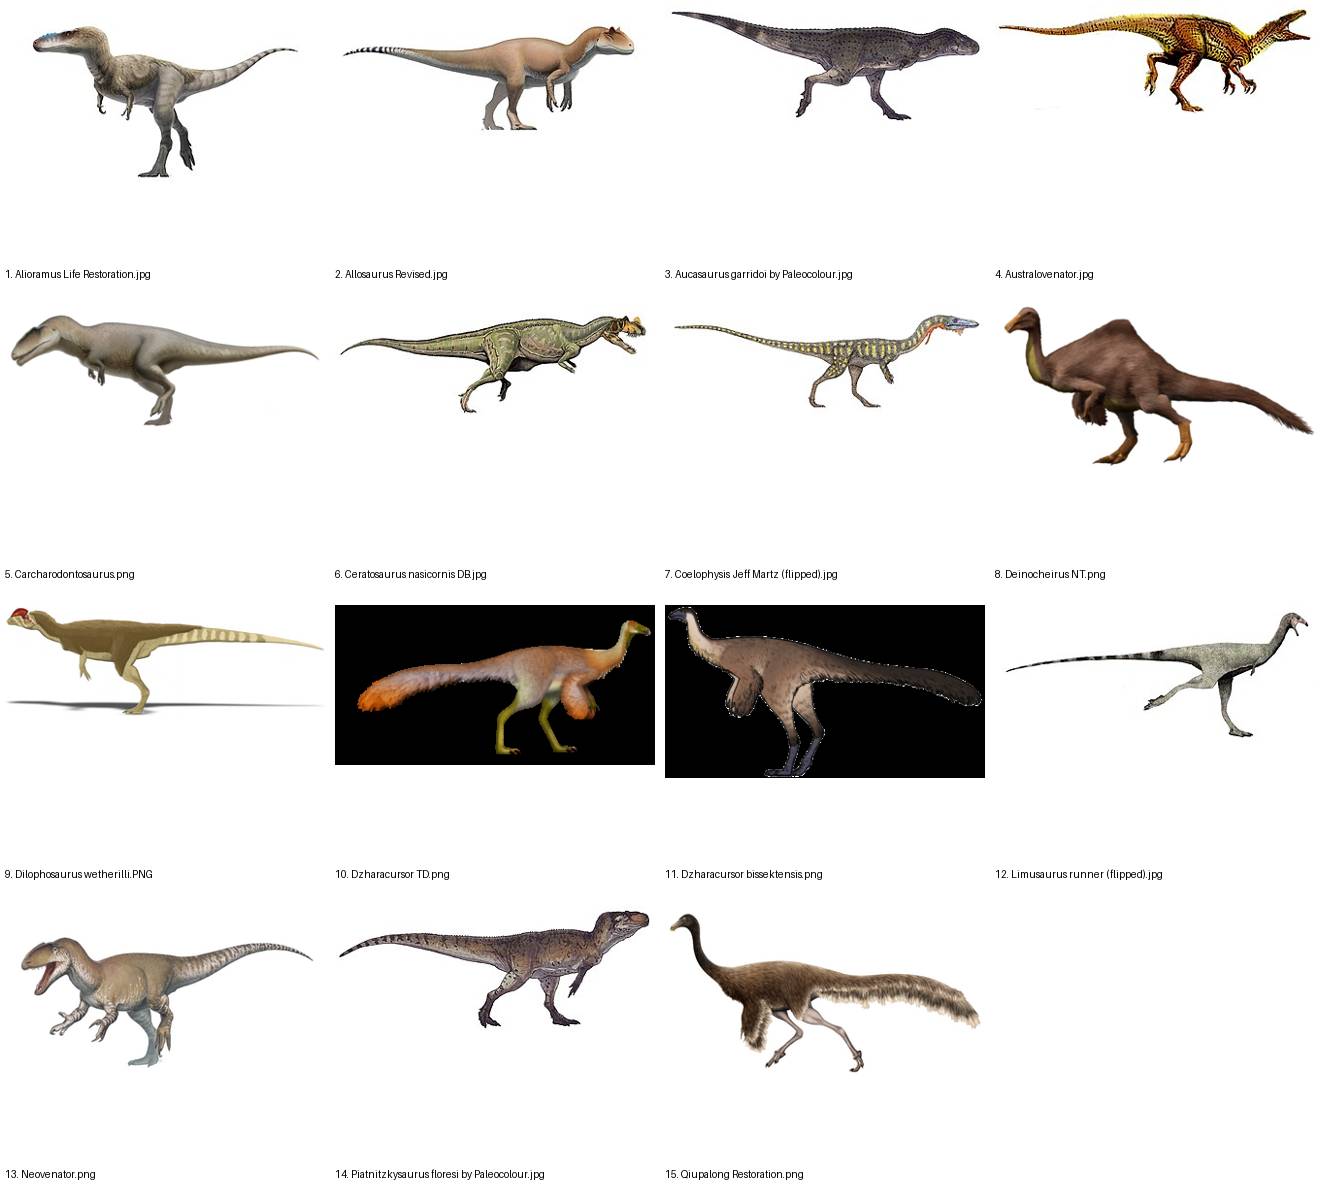 1. Alioramus Life Restoration.jpg
2. Allosaurus Revised.jpg
3. Aucasaurus garridoi by Paleocolour.jpg
4. Australovenator.jpg
5. Carcharodontosaurus.png
6. Ceratosaurus nasicornis DB.jpg
7. Coelophysis Jeff Martz (flipped).jpg
8. Deinocheirus NT.png
9. Dilophosaurus wetherilli.PNG
10. Dzharacursor TD.png
11. Dzharacursor bissektensis.png
12. Limusaurus runner (flipped).jpg
13. Neovenator.png
14. Piatnitzkysaurus floresi by Paleocolour.jpg
15. Qiupalong Restoration.png